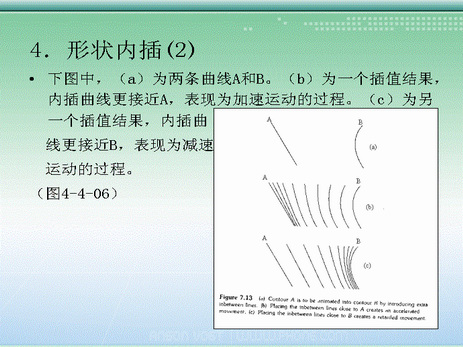 4. 形状内插(2)
• 下图中，（a）为两条曲线A和B。（b）为一个插值结果，
内插曲线更接近A，表现为加速运动的过程。（c）为另
一个插值结果，内插曲
线更接近B，表现为减速
运动的过程。
（图4-4-06）
A B
(a)
A B
(b)
A B
(c)
Figure 7.13 (a) Contour A is to be animated into contour B by introducing extra
inbetween lines. (b) Placing the inbetween lines close to A creates an accelerated
movement. (c) Placing the inbetween lines close to B creates a retarded movement.